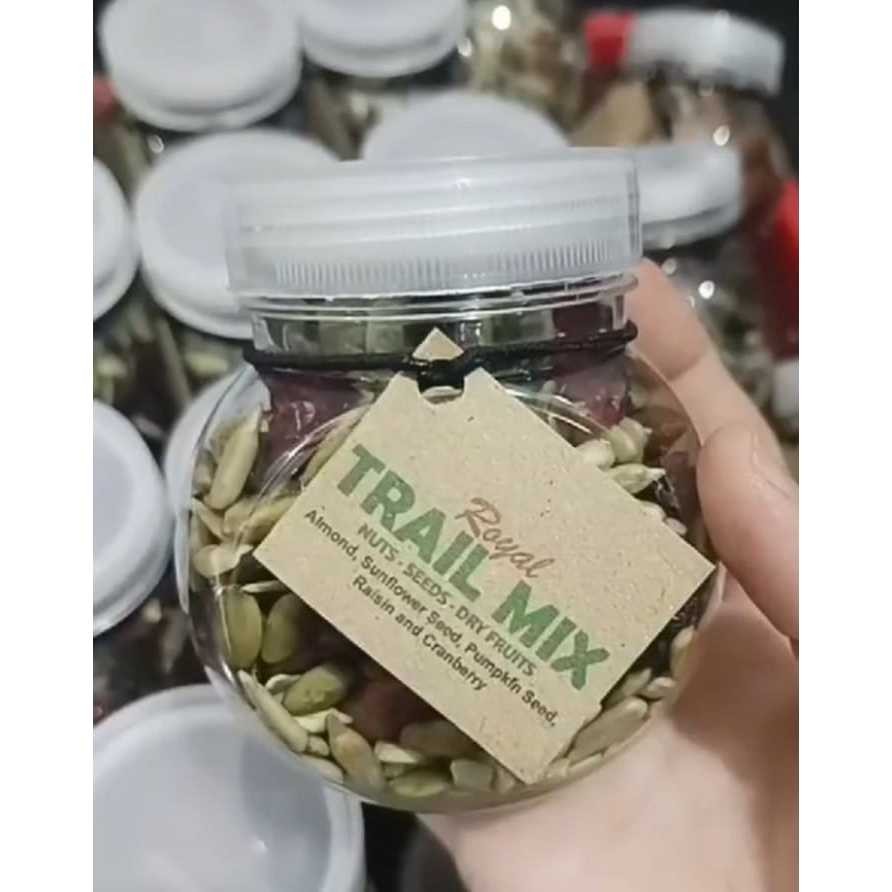 Royal
TRAIL MIX
NUTS - SEEDS - DRY FRUITS
Almond, Sunflower Seed, Pumpkin Seed,
Raisin and Cranberry